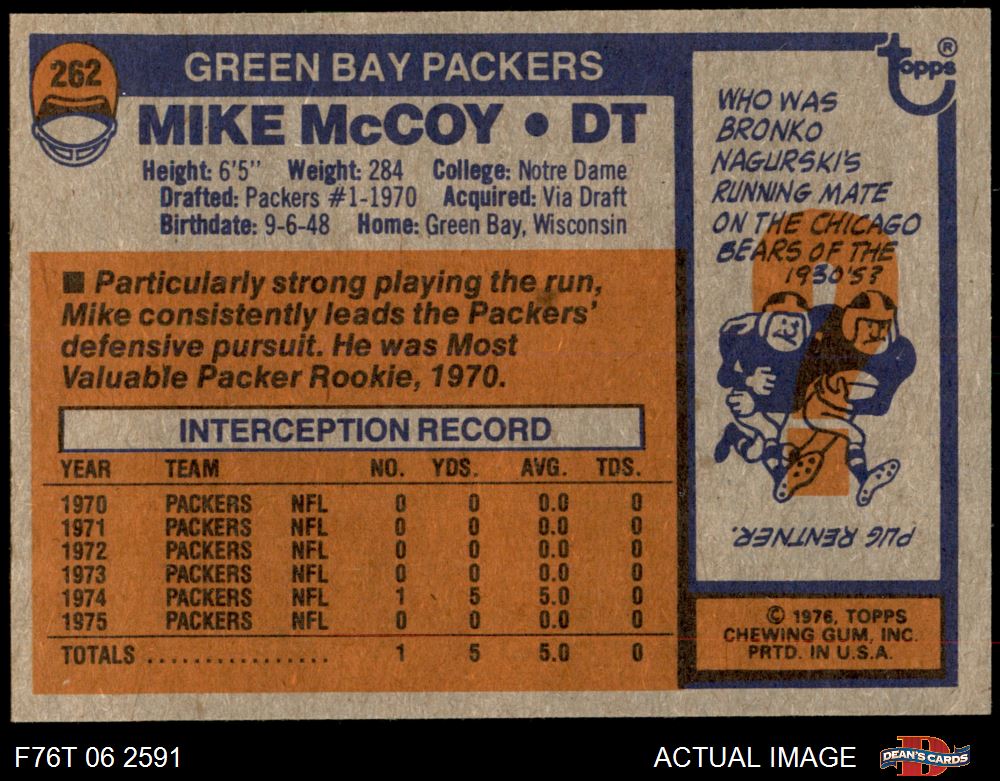 262
GREEN BAY PACKERS
MIKE McCOY • DT
Height: 6'5'' Weight: 284 College: Notre Dame
Drafted: Packers #1-1970 Acquired: Via Draft
Birthdate: 9-6-48 Home: Green Bay, Wisconsin
■ Particularly strong playing the run,
Mike consistently leads the Packers'
defensive pursuit. He was Most
Valuable Packer Rookie, 1970.
INTERCEPTION RECORD
YEAR TEAM NO. YDS. AVG. TDS.
1970 PACKERS NFL 0 0 0.0 0
1971 PACKERS NFL 0 0 0.0 0
1972 PACKERS NFL 0 0 0.0 0
1973 PACKERS NFL 0 0 0.0 0
1974 PACKERS NFL 1 5 5.0 0
1975 PACKERS NFL 0 0 0.0 0
TOTALS ................ 1 5 5.0 0
topps®
WHO WAS
BRONKO
NAGURSKI'S
RUNNING MATE
ON THE CHICAGO
BEARS OF THE
1930'S?
PUG RENTNER.
© 1976, TOPPS
CHEWING GUM, INC.
PRTD. IN U.S.A.
F76T 06 2591
ACTUAL IMAGE
DEAN'S CARDS